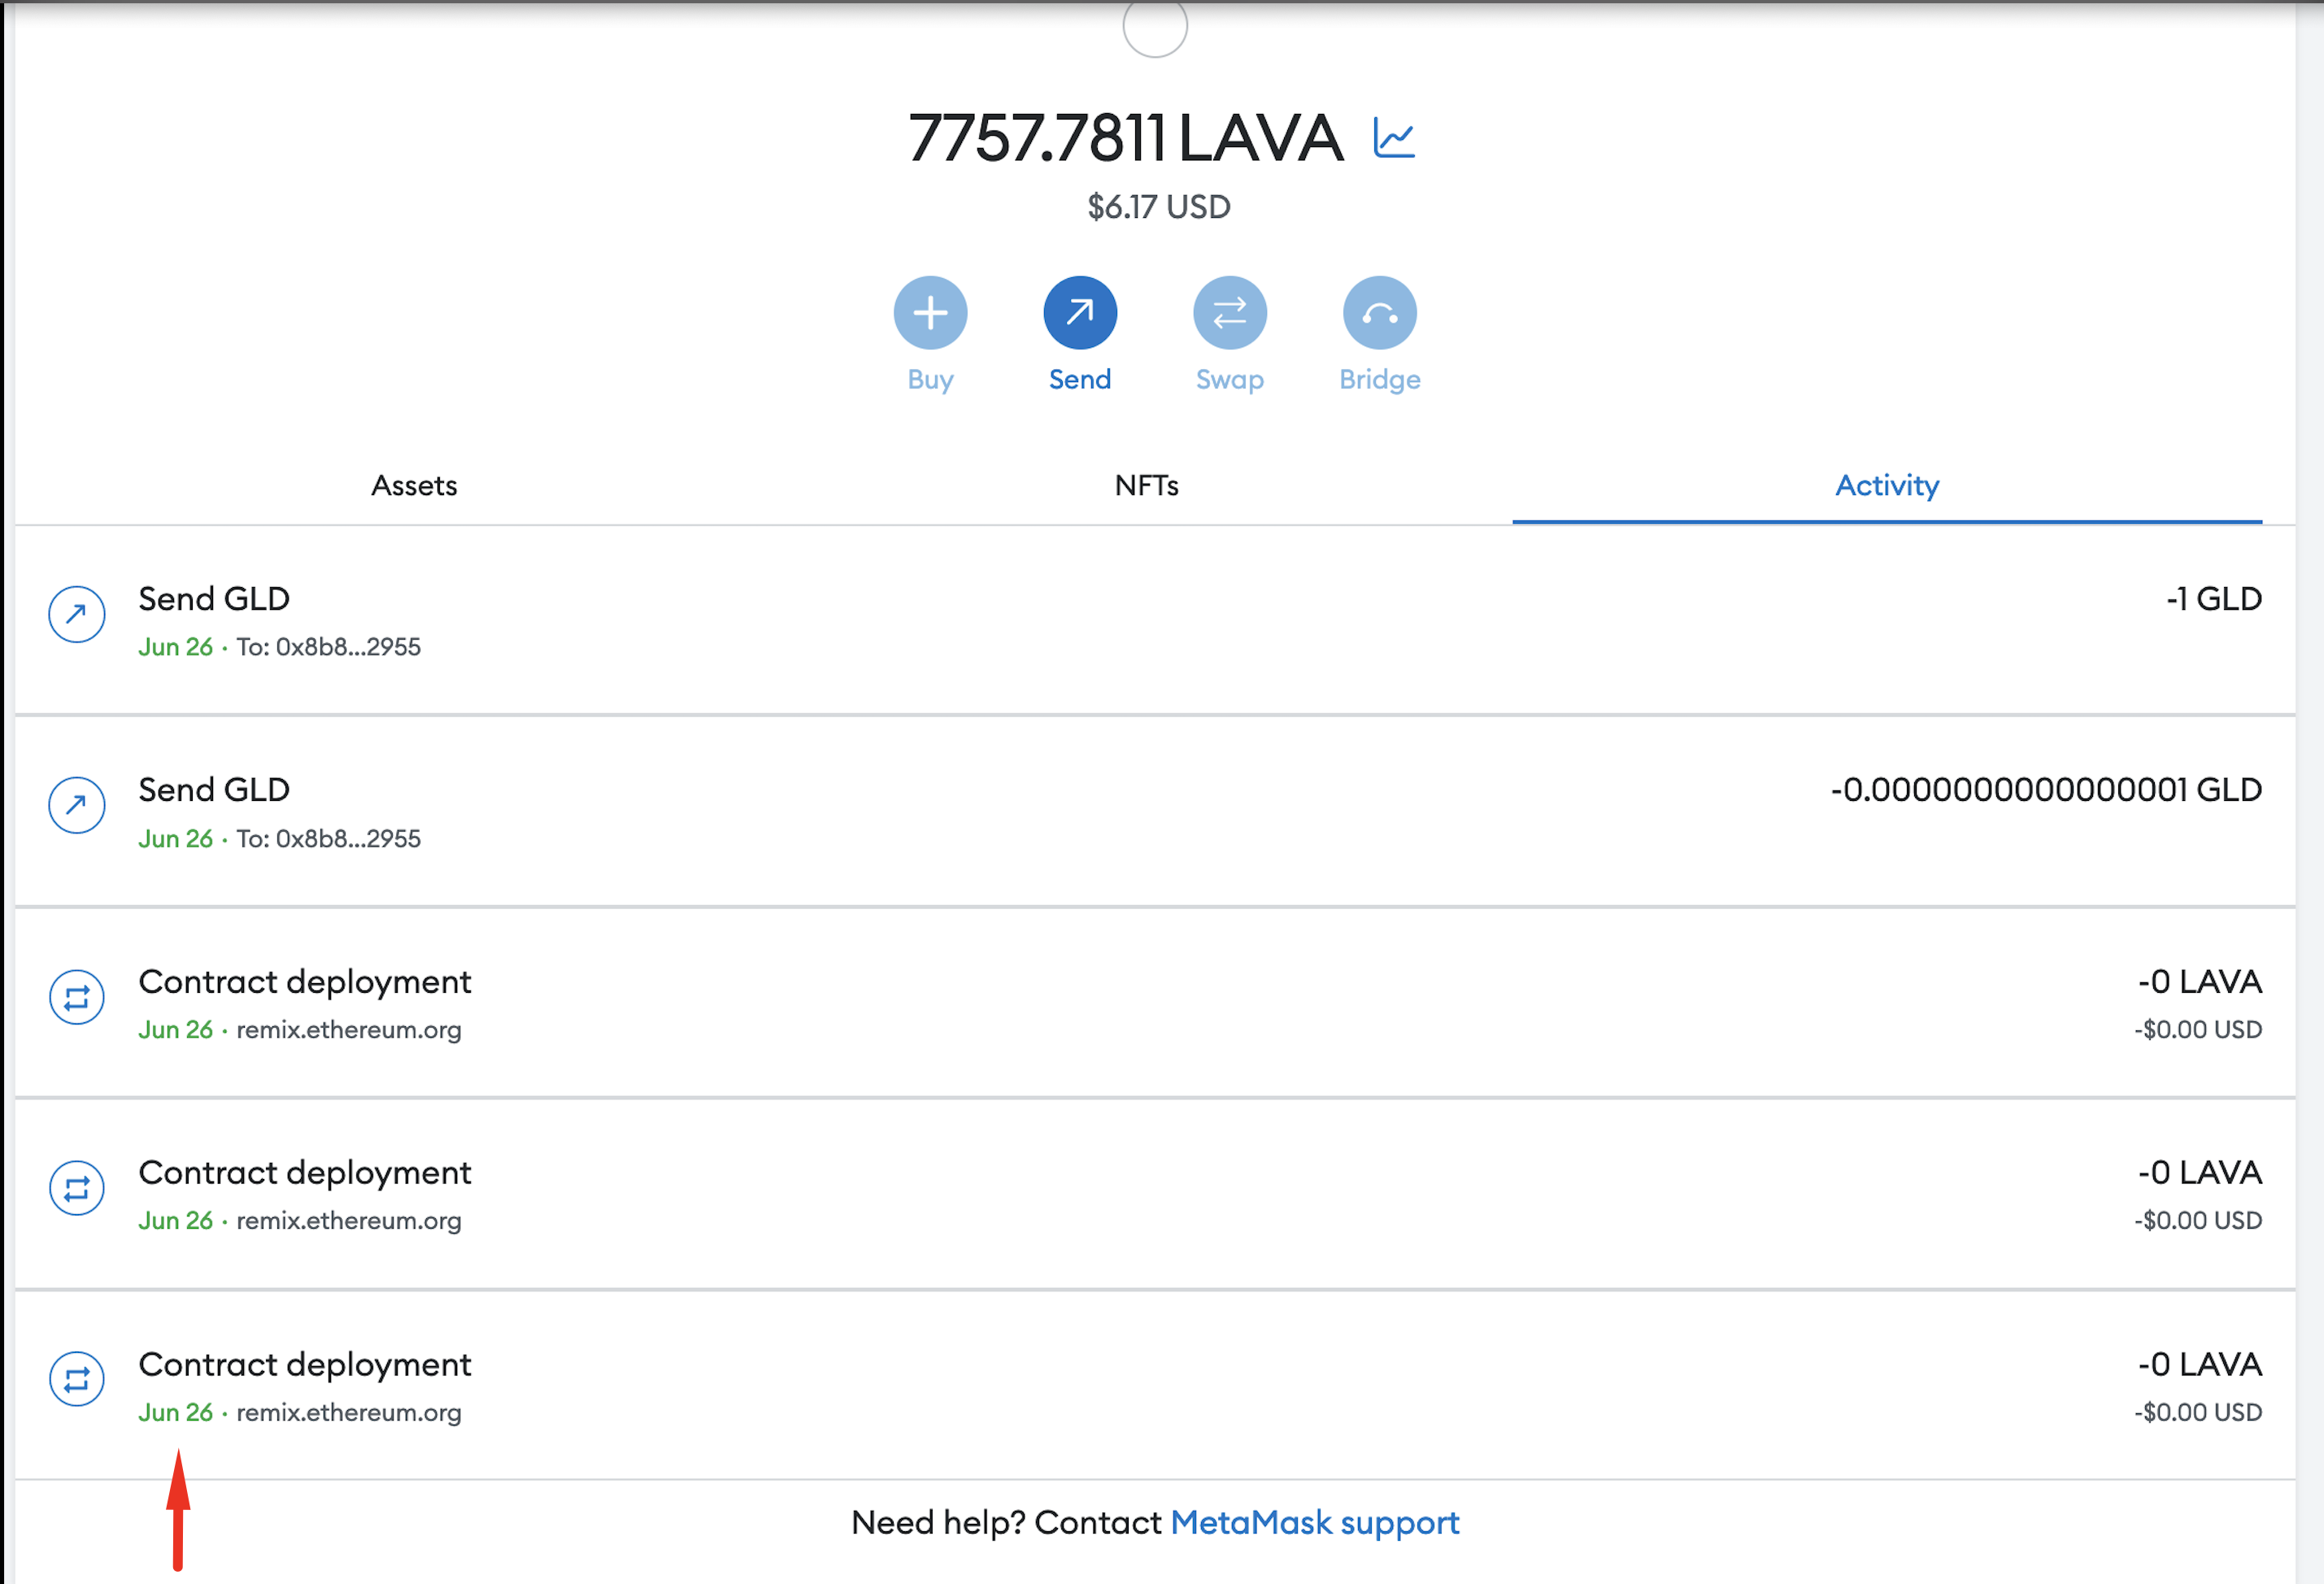 7757.7811 LAVA
$6.17 USD
Buy
Send
Swap
Bridge
Assets
NFTs
Activity
Send GLD
-1 GLD
Jun 26 · To: 0x8b8...2955
Send GLD
-0.0000000000000001 GLD
Jun 26 · To: 0x8b8...2955
Contract deployment
-0 LAVA
Jun 26 · remix.ethereum.org
-$0.00 USD
Contract deployment
-0 LAVA
Jun 26 · remix.ethereum.org
-$0.00 USD
Contract deployment
-0 LAVA
Jun 26 · remix.ethereum.org
-$0.00 USD
Need help? Contact MetaMask support